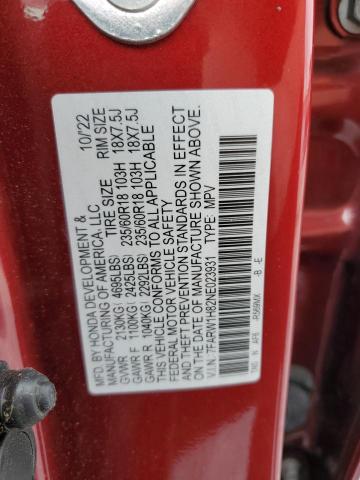 MFD. BY HONDA DEVELOPMENT & 10/22
MANUFACTURING OF AMERICA, LLC.
TIRE SIZE RIM SIZE
GVWR 2130KG( 4695LBS)
GAWR F 1100KG( 2425LBS) 235/60R18 103H 18X7.5J
GAWR R 1040KG( 2292LBS) 235/60R18 103H 18X7.5J
THIS VEHICLE CONFORMS TO ALL APPLICABLE
FEDERAL MOTOR VEHICLE SAFETY
AND THEFT PREVENTION STANDARDS IN EFFECT
ON THE DATE OF MANUFACTURE SHOWN ABOVE.
V.I.N.: 7FARW1H82NE023931 TYPE: MPV
-B -E